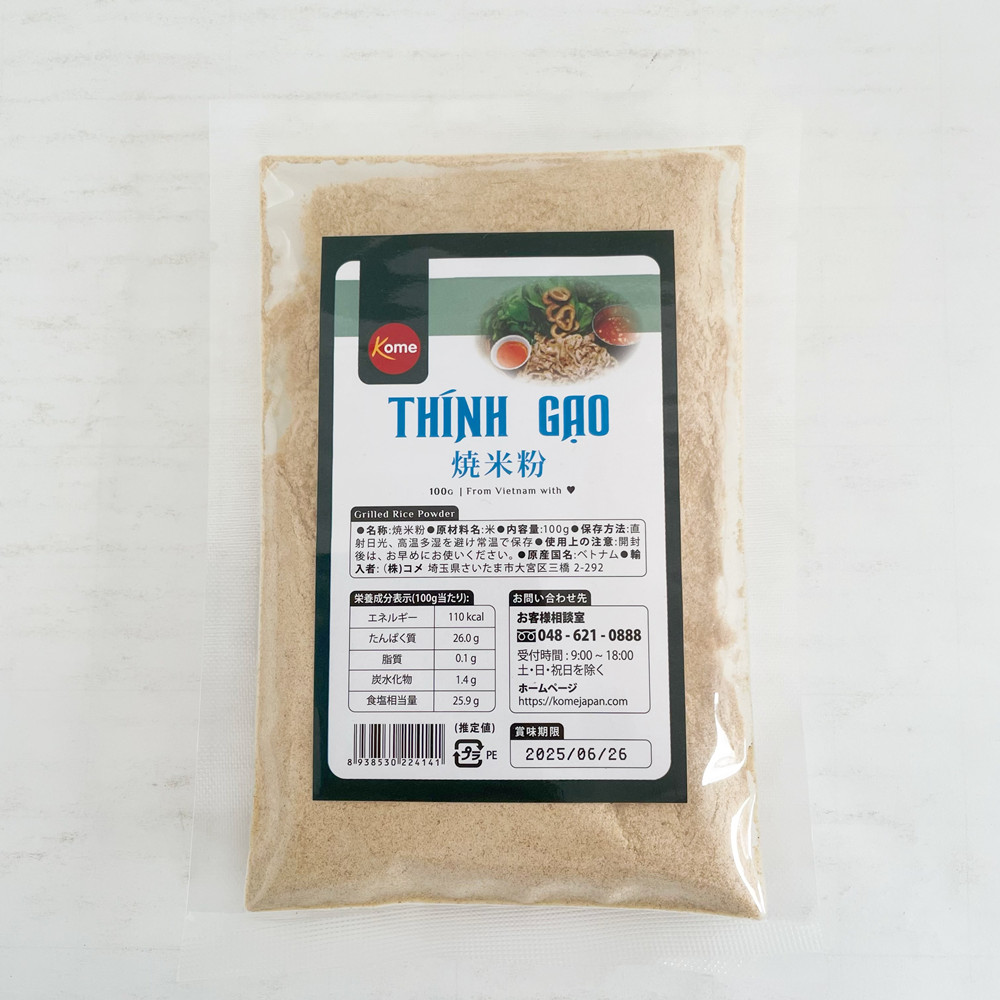 Kome
THÍNH GẠO
焼米粉
100G | From Vietnam with ♥
Grilled Rice Powder
●名称:焼米粉●原材料名:米●内容量:100g●保存方法:直
射日光、高温多湿を避け常温で保存●使用上の注意:開封
後は、お早めにお使いください。●原産国名:ベトナム●輸
入者:(株)コメ 埼玉県さいたま市大宮区三橋 2-292
栄養成分表示(100g当たり):
エネルギー 110 kcal
たんぱく質 26.0 g
脂質 0.1 g
炭水化物 1.4 g
食塩相当量 25.9 g
(推定値)
8 938530 224141
プラ PE
お問い合わせ先
お客様相談室
048 - 621 - 0888
受付時間 : 9:00 ~ 18:00
土・日・祝日を除く
ホームページ
https://komejapan.com
賞味期限
2025/06/26